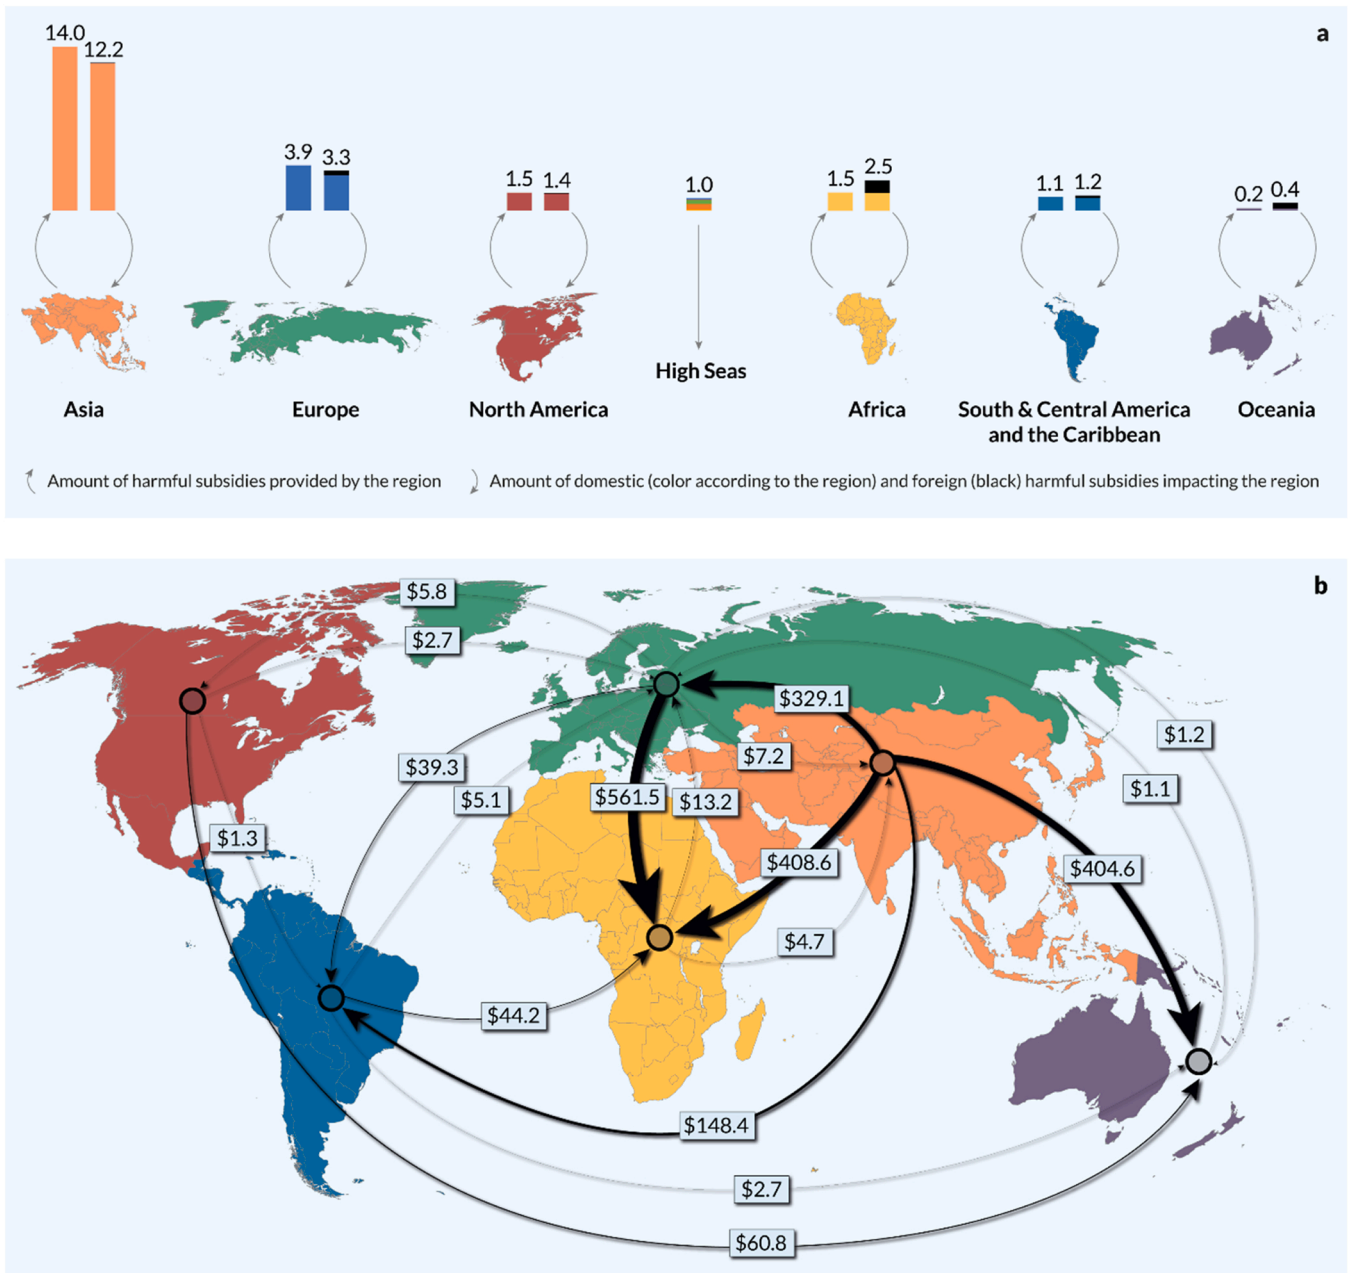 a
14.0
12.2
3.9
3.3
1.5
1.4
1.0
1.5
2.5
1.1
1.2
0.2
0.4
High Seas
Asia
Europe
North America
Africa
South & Central America
and the Caribbean
Oceania
Amount of harmful subsidies provided by the region
Amount of domestic (color according to the region) and foreign (black) harmful subsidies impacting the region
b
$5.8
$2.7
$329.1
$1.2
$7.2
$39.3
$1.1
$5.1
$561.5
$13.2
$1.3
$408.6
$404.6
$4.7
$44.2
$148.4
$2.7
$60.8